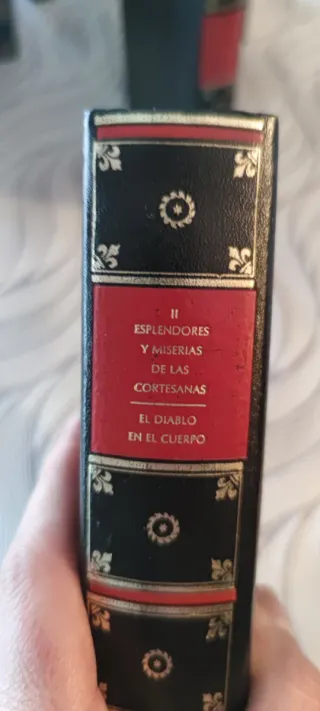 II
ESPLENDORES
Y MISERIAS
DE LAS
CORTESANAS
EL DIABLO
EN EL CUERPO